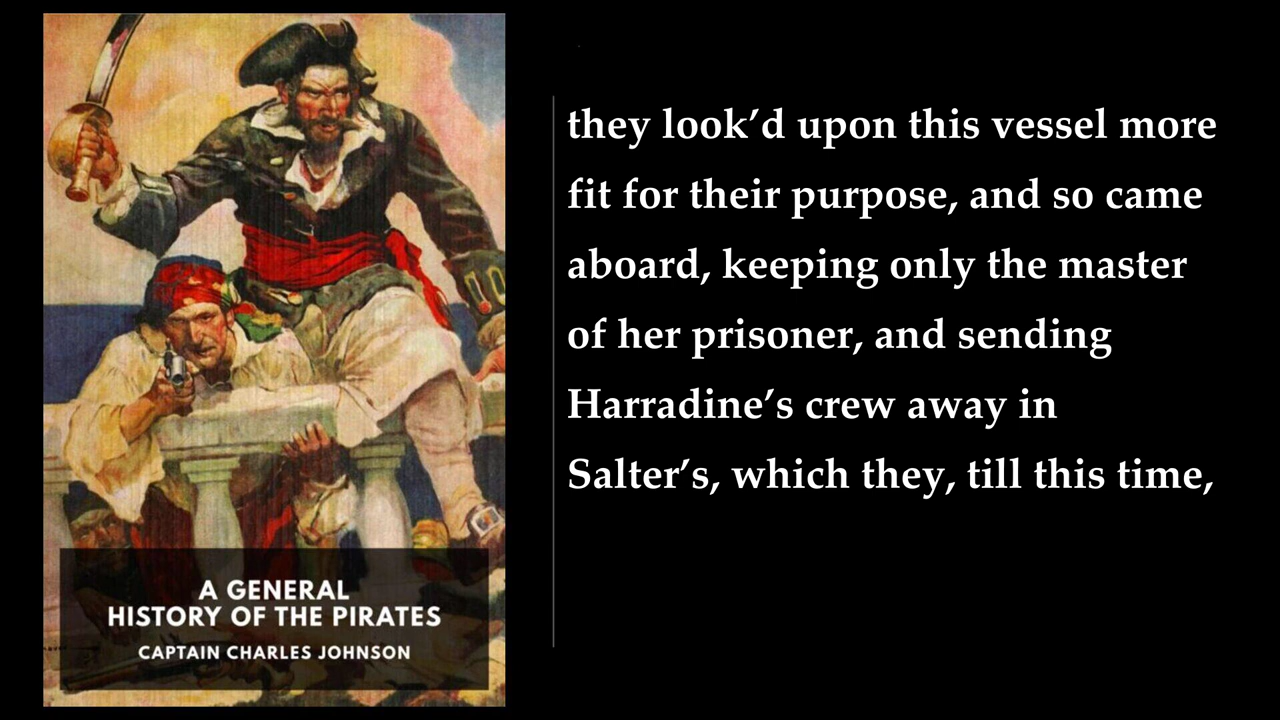 they look’d upon this vessel more
fit for their purpose, and so came
aboard, keeping only the master
of her prisoner, and sending
Harradine’s crew away in
Salter’s, which they, till this time,
A GENERAL
HISTORY OF THE PIRATES
CAPTAIN CHARLES JOHNSON